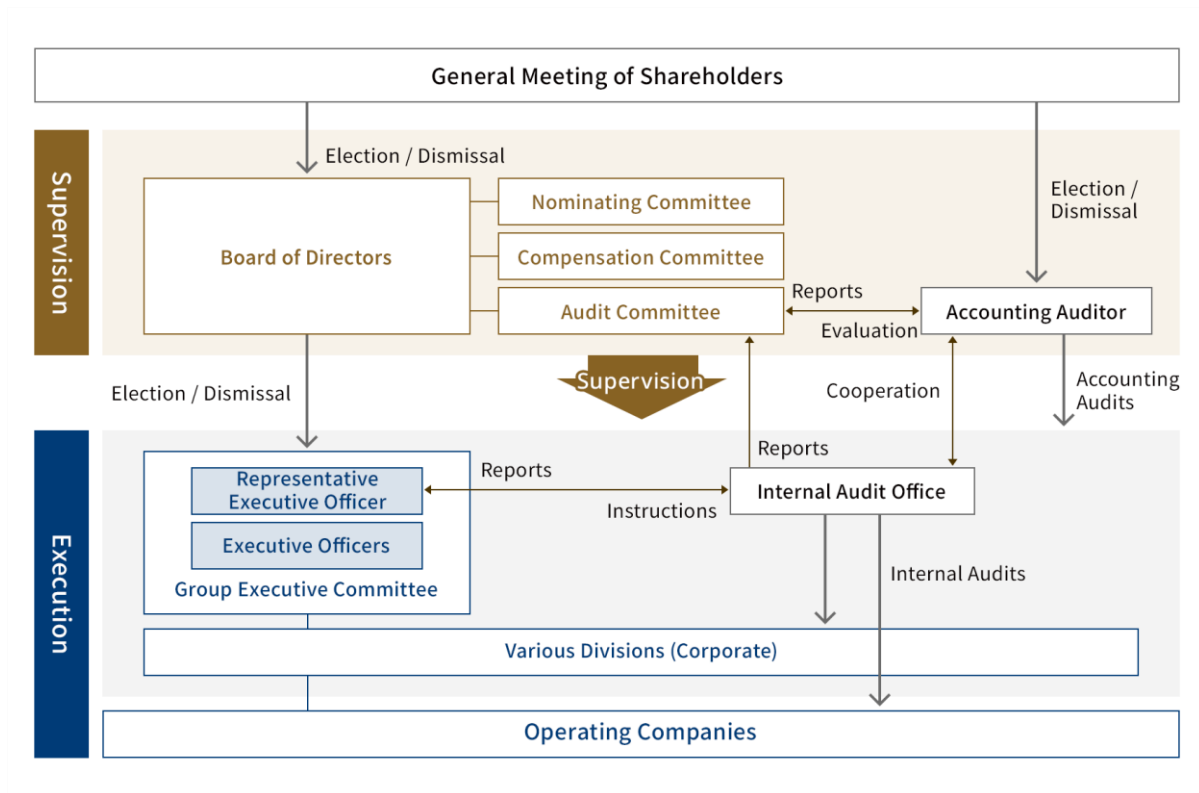 General Meeting of Shareholders
Supervision
Election / Dismissal
Election /
Dismissal
Board of Directors
Nominating Committee
Compensation Committee
Audit Committee
Reports
Evaluation
Accounting Auditor
Election / Dismissal
Supervision
Cooperation
Accounting
Audits
Execution
Representative
Executive Officer
Executive Officers
Group Executive Committee
Reports
Instructions
Reports
Internal Audit Office
Internal Audits
Various Divisions (Corporate)
Operating Companies